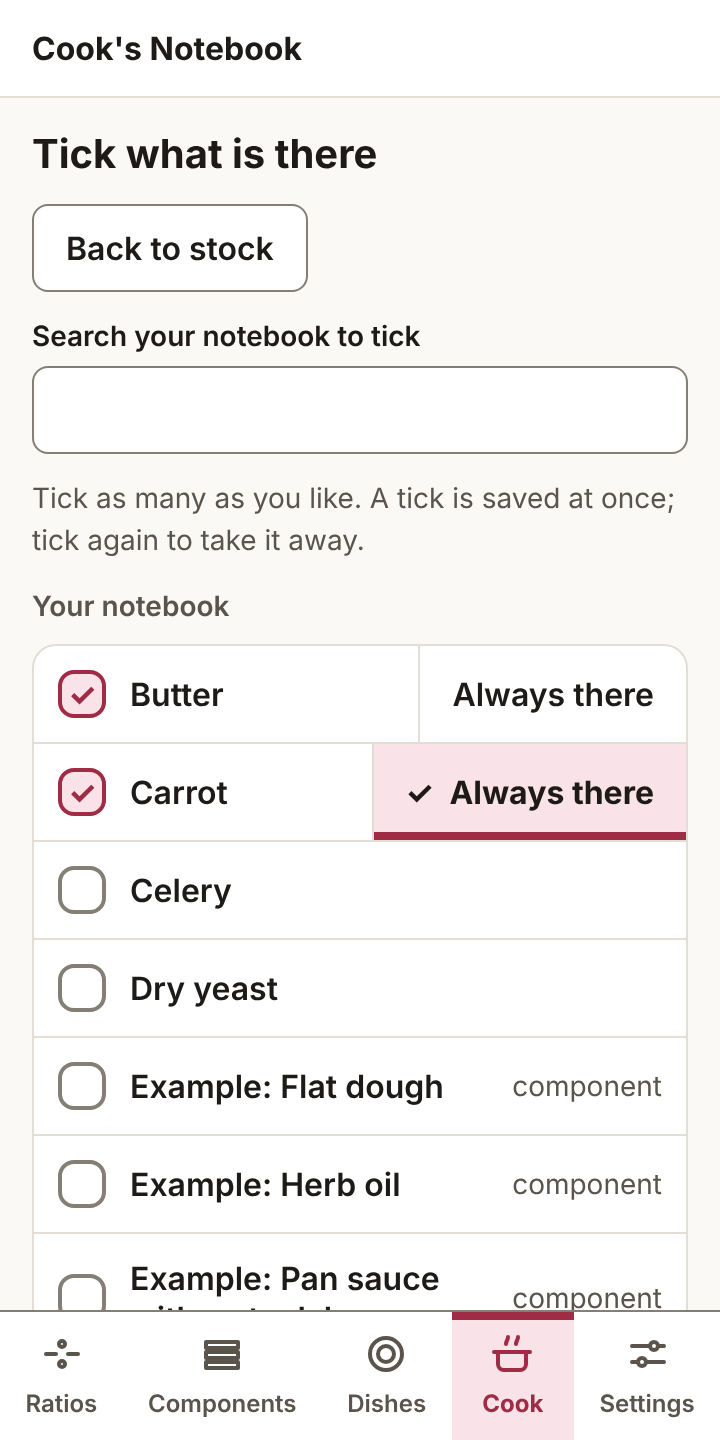 Cook's Notebook
Tick what is there
Back to stock
Search your notebook to tick
Tick as many as you like. A tick is saved at once;
tick again to take it away.
Your notebook
Butter Always there
Carrot Always there
Celery
Dry yeast
Example: Flat dough component
Example: Herb oil component
Example: Pan sauce component
Ratios Components Dishes Cook Settings